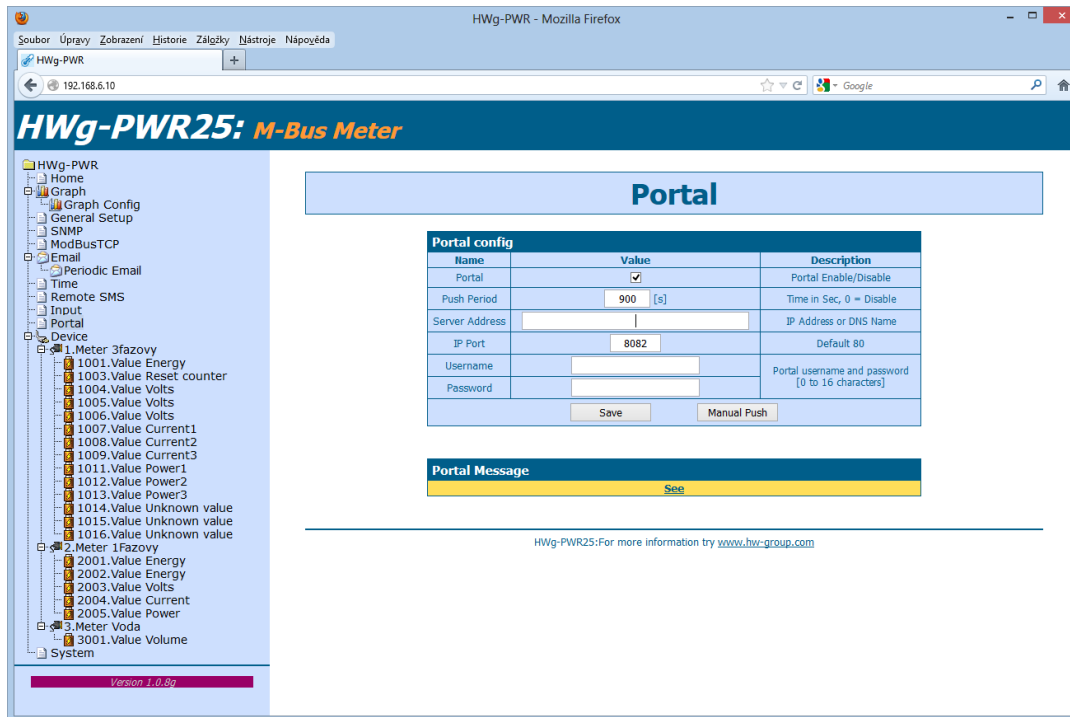 HWg-PWR - Mozilla Firefox
Soubor Úpravy Zobrazení Historie Záložky Nástroje Nápověda
HWg-PWR
192.168.6.10
Google
HWg-PWR25: M-Bus Meter
HWg-PWR
Home
Graph
Graph Config
General Setup
SNMP
ModBusTCP
Email
Periodic Email
Time
Remote SMS
Input
Portal
Device
1.Meter 3fazovy
1001.Value Energy
1003.Value Reset counter
1004.Value Volts
1005.Value Volts
1006.Value Volts
1007.Value Current1
1008.Value Current2
1009.Value Current3
1011.Value Power1
1012.Value Power2
1013.Value Power3
1014.Value Unknown value
1015.Value Unknown value
1016.Value Unknown value
2.Meter 1Fazovy
2001.Value Energy
2002.Value Energy
2003.Value Volts
2004.Value Current
2005.Value Power
3.Meter Voda
3001.Value Volume
System
Version 1.0.8g
Portal
Portal config
Name Value Description
Portal Portal Enable/Disable
Push Period 900 [s] Time in Sec, 0 = Disable
Server Address IP Address or DNS Name
IP Port 8082 Default 80
Username Portal username and password
Password [0 to 16 characters]
Save Manual Push
Portal Message
See
HWg-PWR25:For more information try www.hw-group.com